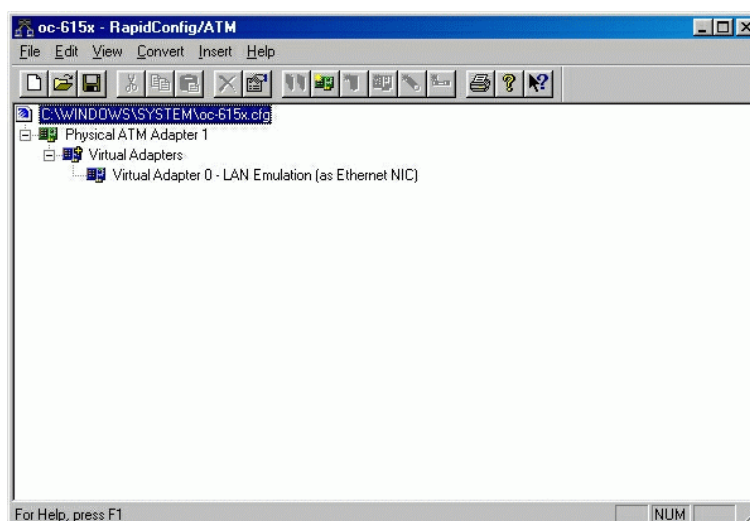 oc-615x - RapidConfig/ATM
File Edit View Convert Insert Help
C:\WINDOWS\SYSTEM\oc-615x.cfg
Physical ATM Adapter 1
Virtual Adapters
Virtual Adapter 0 - LAN Emulation (as Ethernet NIC)
For Help, press F1 NUM